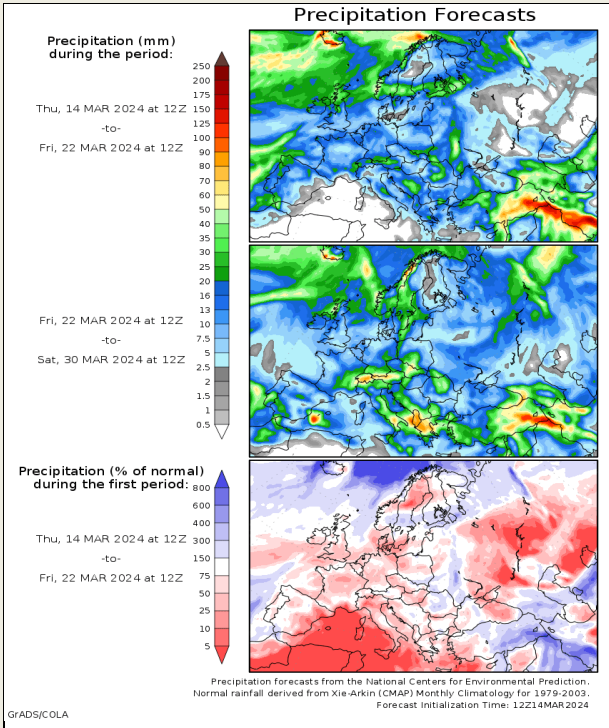 Precipitation Forecasts
Precipitation (mm)
during the period:
Thu, 14 MAR 2024 at 12Z
-to-
Fri, 22 MAR 2024 at 12Z
250
200
175
150
125
100
90
80
70
60
50
40
35
30
25
20
16
13
10
7.5
5
2.5
2
1.5
1
0.5
Fri, 22 MAR 2024 at 12Z
-to-
Sat, 30 MAR 2024 at 12Z
Precipitation (% of normal)
during the first period:
Thu, 14 MAR 2024 at 12Z
-to-
Fri, 22 MAR 2024 at 12Z
800
600
400
300
150
75
50
25
10
5
Precipitation forecasts from the National Centers for Environmental Prediction.
Normal rainfall derived from Xie-Arkin (CMAP) Monthly Climatology for 1979-2003.
Forecast Initialization Time: 12Z14MAR2024
GrADS/COLA